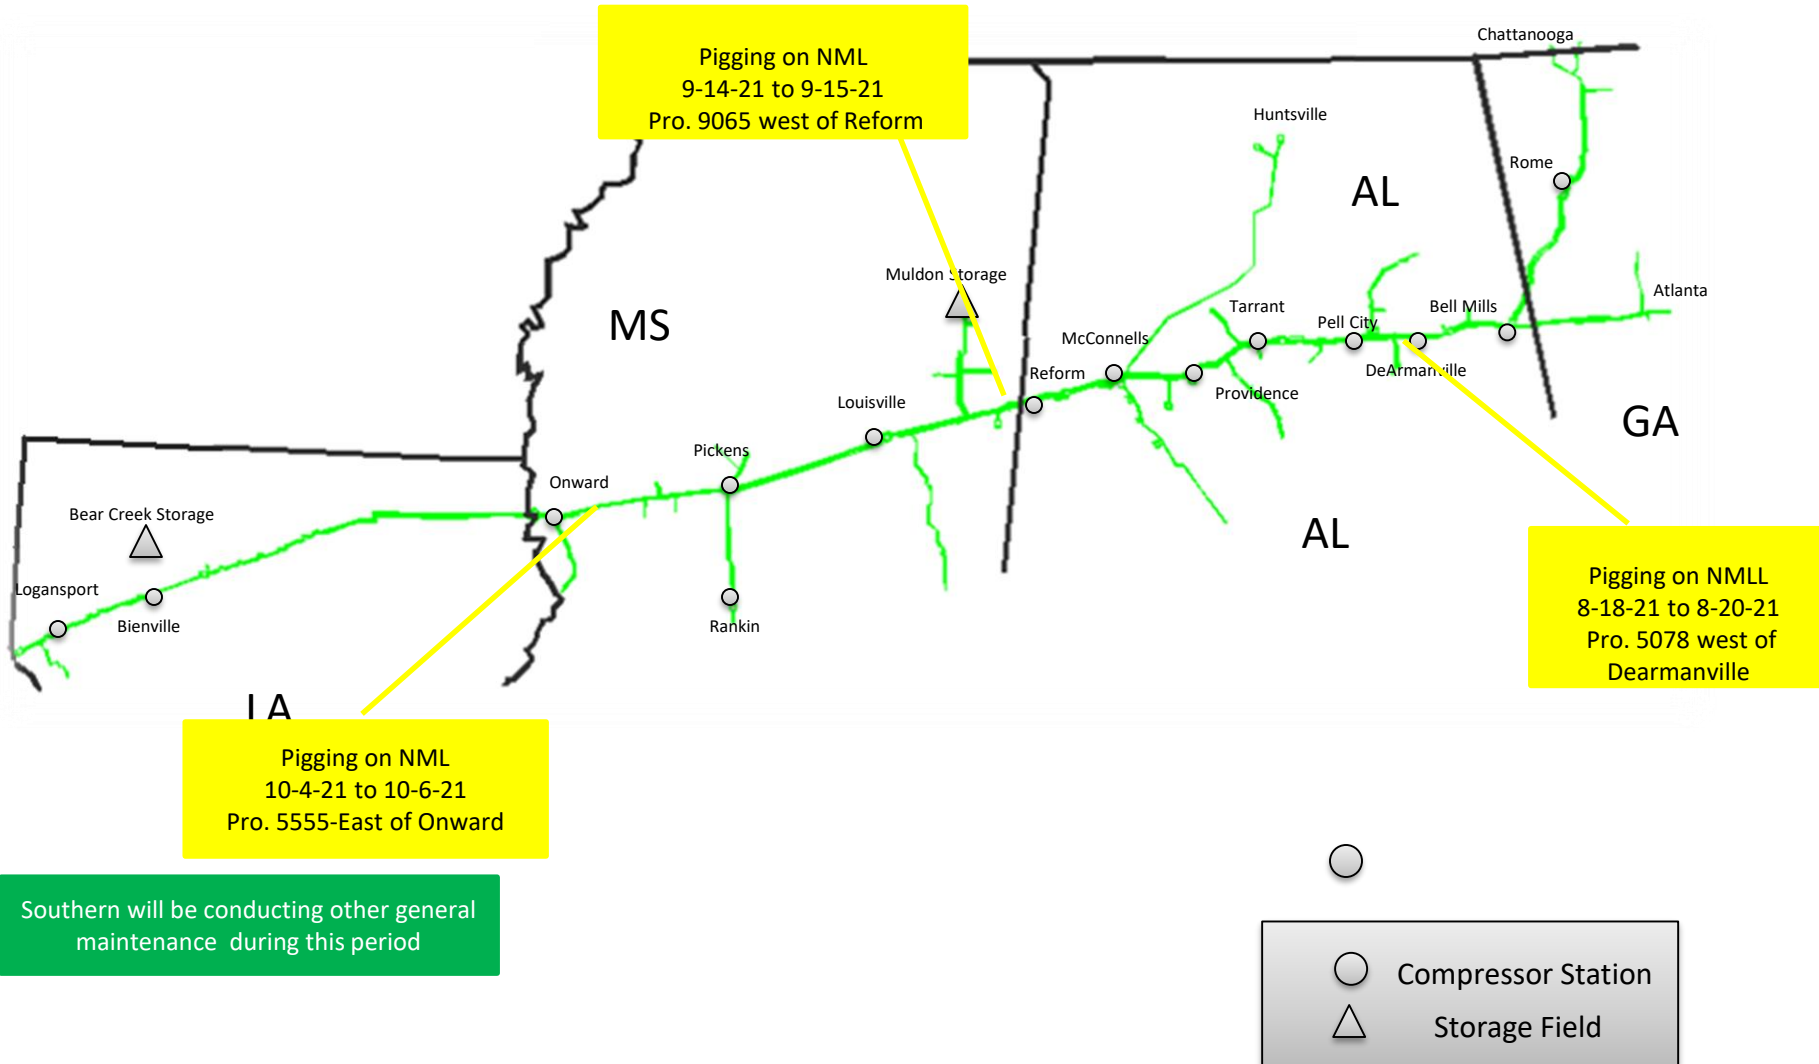 Chattanooga
Pigging on NML
9-14-21 to 9-15-21
Pro. 9065 west of Reform
Huntsville
Rome
AL
Muldon Storage
MS
Tarrant
Bell Mills
Atlanta
Pell City
McConnells
Reform
DeArmanville
Providence
Louisville
GA
Pickens
Onward
Bear Creek Storage
AL
Logansport
Bienville
Rankin
Pigging on NMLL
8-18-21 to 8-20-21
Pro. 5078 west of
Dearmanville
LA
Pigging on NML
10-4-21 to 10-6-21
Pro. 5555-East of Onward
Southern will be conducting other general
maintenance  during this period
Compressor Station
Storage Field